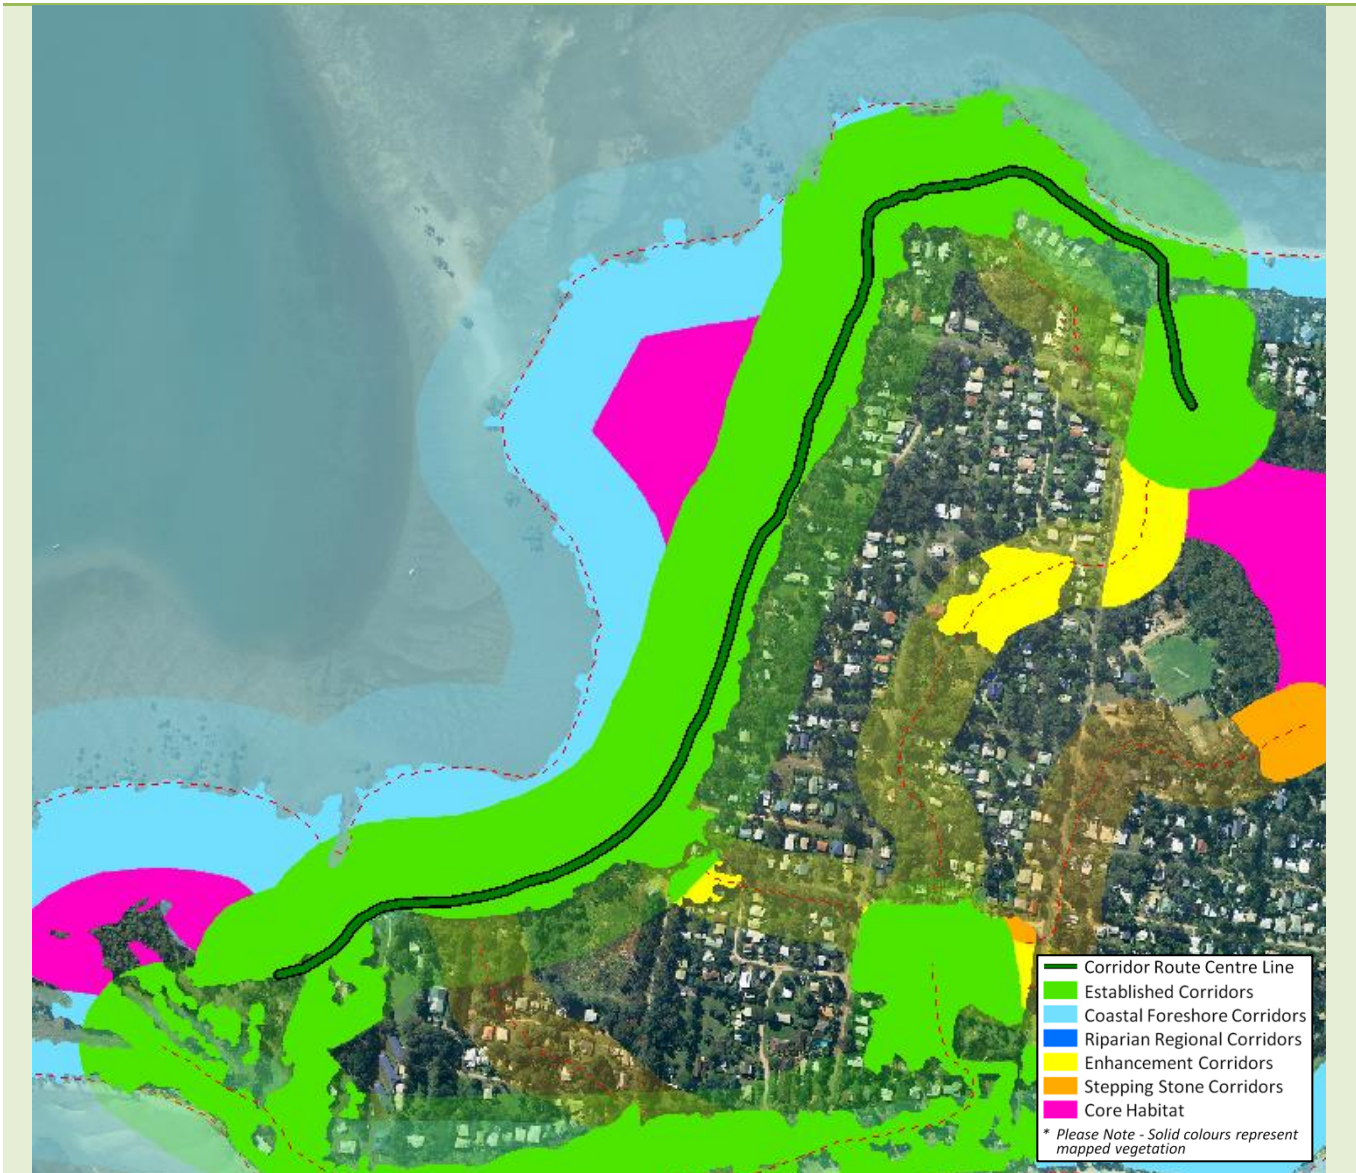 Corridor Route Centre Line
Established Corridors
Coastal Foreshore Corridors
Riparian Regional Corridors
Enhancement Corridors
Stepping Stone Corridors
Core Habitat
* Please Note - Solid colours represent
mapped vegetation